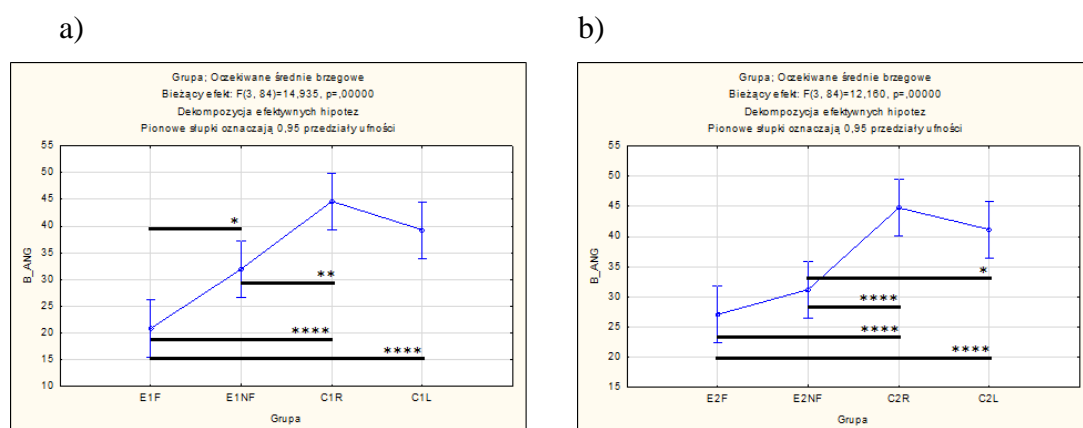 a)
Grupa; Oczekiwane średnie brzegowe
Bieżący efekt: F(3, 84)=14,935, p=,00000
Dekompozycja efektywnych hipotez
Pionowe słupki oznaczają 0,95 przedziały ufności
55
50
45
40
35
30
25
20
15
10
B_ANG
*
**
****
****
E1F E1NF C1R C1L
Grupa
b)
Grupa; Oczekiwane średnie brzegowe
Bieżący efekt: F(3, 84)=12,160, p=,00000
Dekompozycja efektywnych hipotez
Pionowe słupki oznaczają 0,95 przedziały ufności
55
50
45
40
35
30
25
20
15
B_ANG
*
****
****
****
E2F E2NF C2R C2L
Grupa